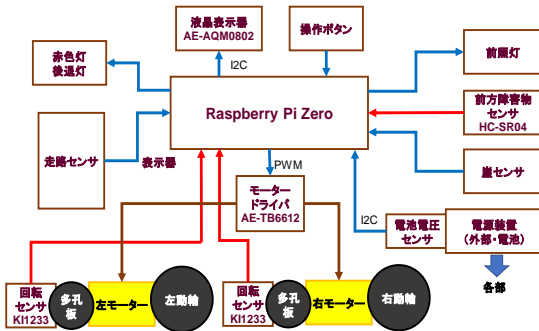 液晶表示器
AE-AQM0802
操作ボタン
赤色灯
後退灯
I2C
前照灯
Raspberry Pi Zero
前方障害物
センサ
HC-SR04
走路センサ
表示器
崖センサ
PWM
モーター
ドライバ
AE-TB6612
I2C
電池電圧
センサ
電源装置
(外部・電池)
各部
回転
センサ
KI1233
多孔
板
左モーター
左動輪
回転
センサ
KI1233
多孔
板
右モーター
右動輪